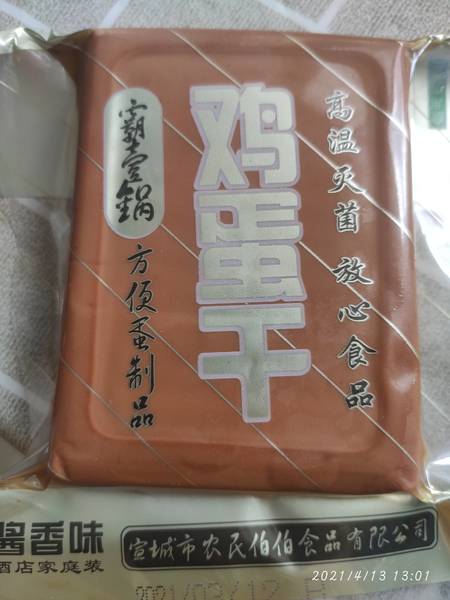 霸壹锅
方便蛋制品
鸡蛋干
高温灭菌 放心食品
酱香味
酒店家庭装
宣城市农民伯伯食品有限公司
2021/4/13 13:01